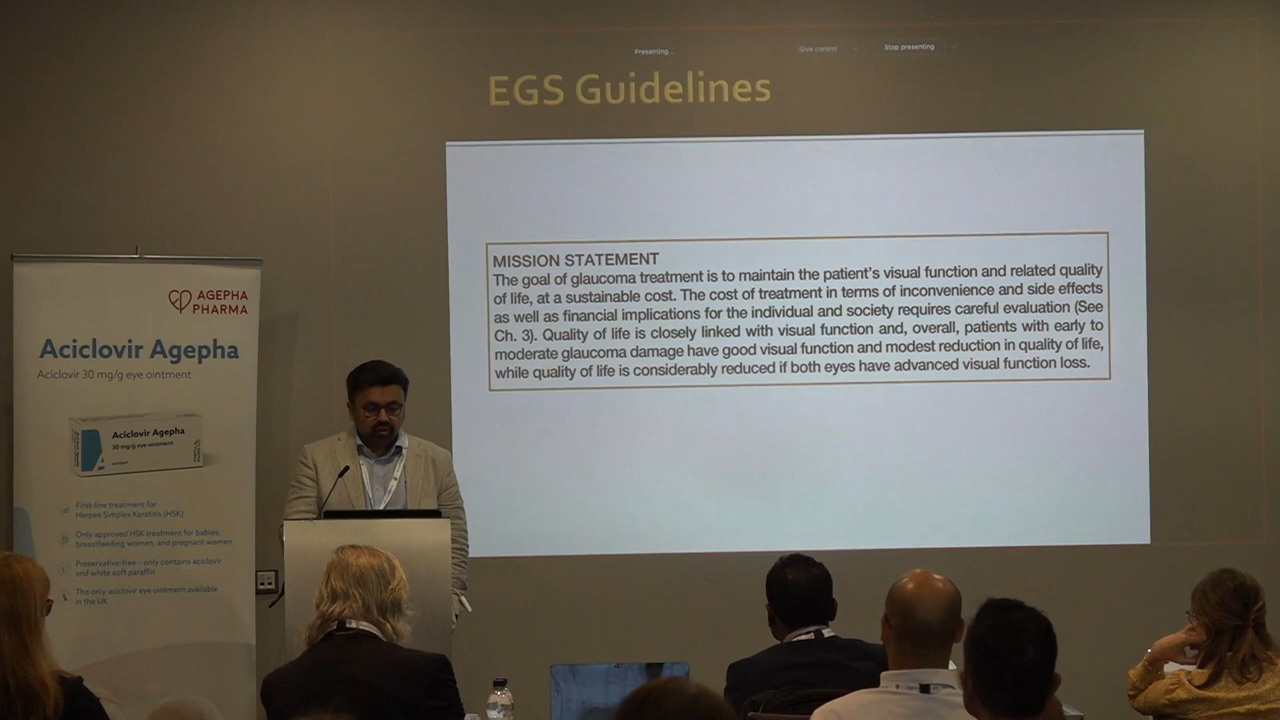 Presenting...
Give control
Stop presenting
EGS Guidelines
MISSION STATEMENT
The goal of glaucoma treatment is to maintain the patient's visual function and related quality
of life, at a sustainable cost. The cost of treatment in terms of inconvenience and side effects
as well as financial implications for the individual and society requires careful evaluation (See
Ch. 3). Quality of life is closely linked with visual function and, overall, patients with early to
moderate glaucoma damage have good visual function and modest reduction in quality of life,
while quality of life is considerably reduced if both eyes have advanced visual function loss.
AGEPHA
PHARMA
Aciclovir Agepha
Aciclovir 30 mg/g eye ointment
Aciclovir Agepha
30 mg/g eye ointment
First-line treatment for
Herpes Simplex Keratitis (HSK)
Only approved HSK treatment for babies,
breastfeeding women, and pregnant women
Preservative-free – only contains aciclovir
and white soft paraffin
The only aciclovir eye ointment available
in the UK